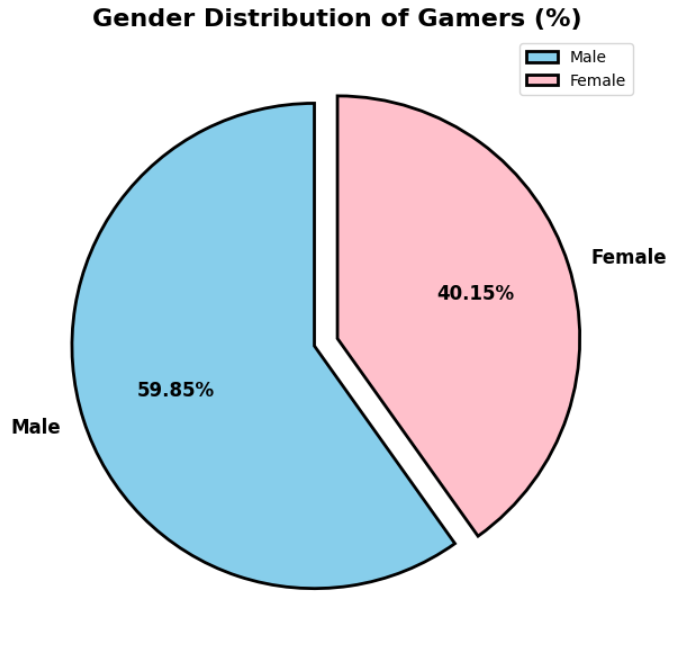 Gender Distribution of Gamers (%)
Male
Female
Female
40.15%
59.85%
Male